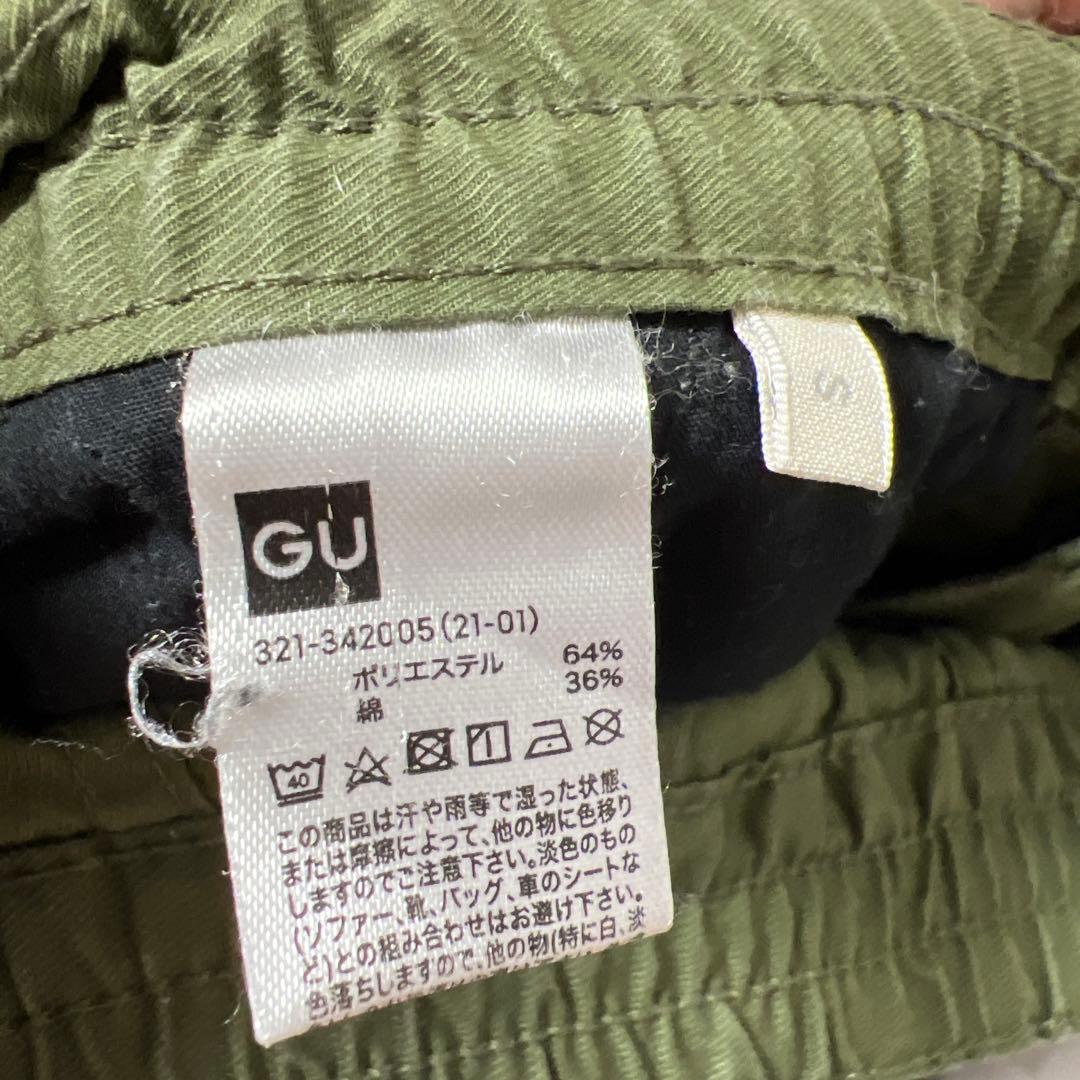 S
GU
321-342005(21-01)
ポリエステル 64%
綿 36%
40
この商品は汗や雨等で湿った状態、
または摩擦によって、他の物に色移り
しますのでご注意下さい。淡色のもの
(ソファー、靴、バッグ、車のシートな
ど)との組み合わせはお避け下さい。
色落ちしますので、他の物(特に白、淡